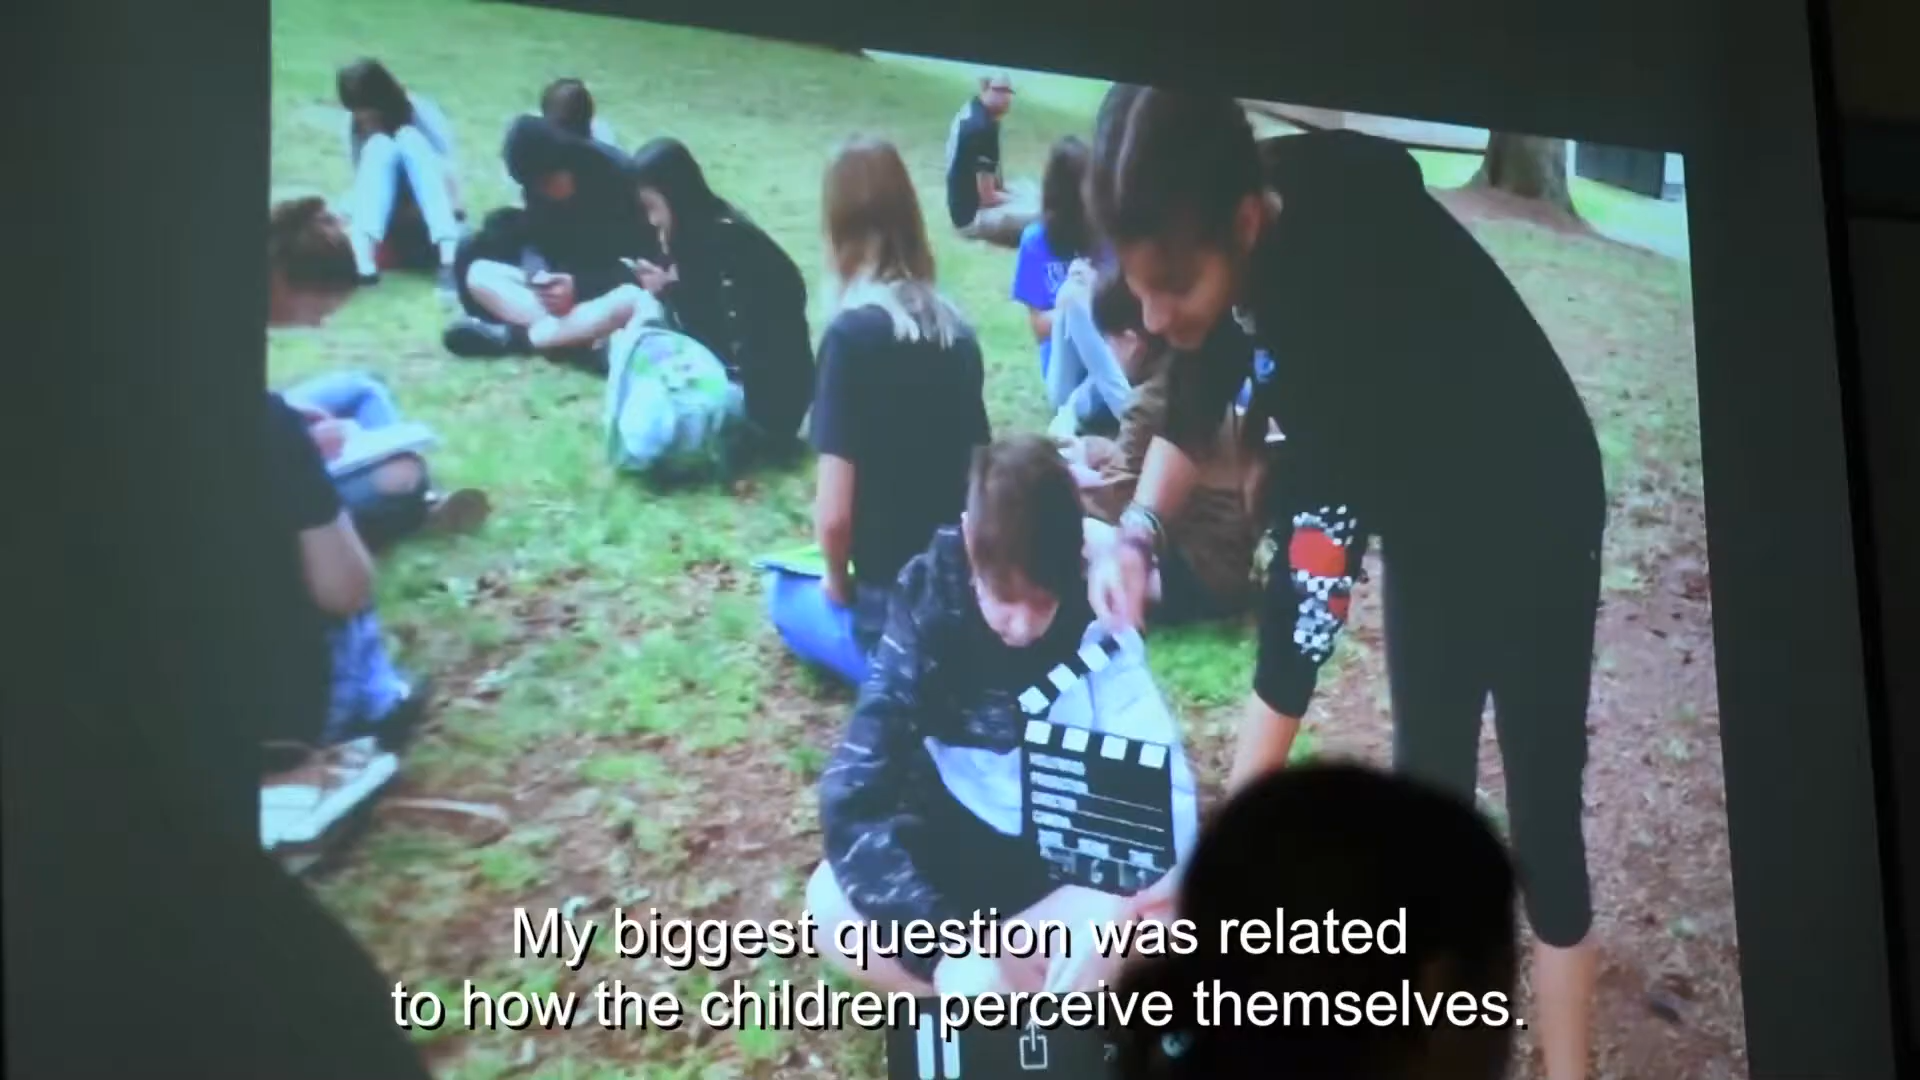 My biggest question was related
to how the children perceive themselves.